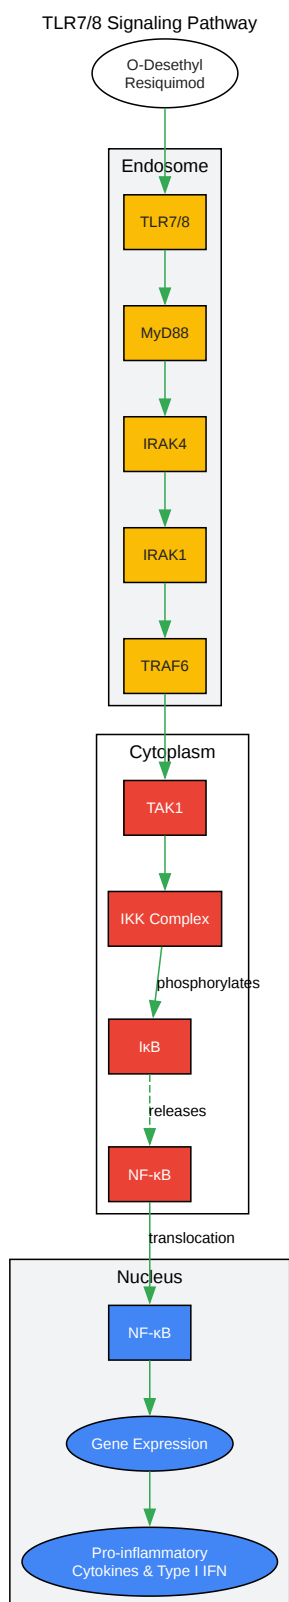 TLR7/8 Signaling Pathway
O-Desethyl
Resiquimod
Endosome
TLR7/8
MyD88
IRAK4
IRAK1
TRAF6
Cytoplasm
TAK1
IKK Complex
phosphorylates
IκB
releases
NF-κB
translocation
Nucleus
NF-κB
Gene Expression
Pro-inflammatory
Cytokines & Type I IFN